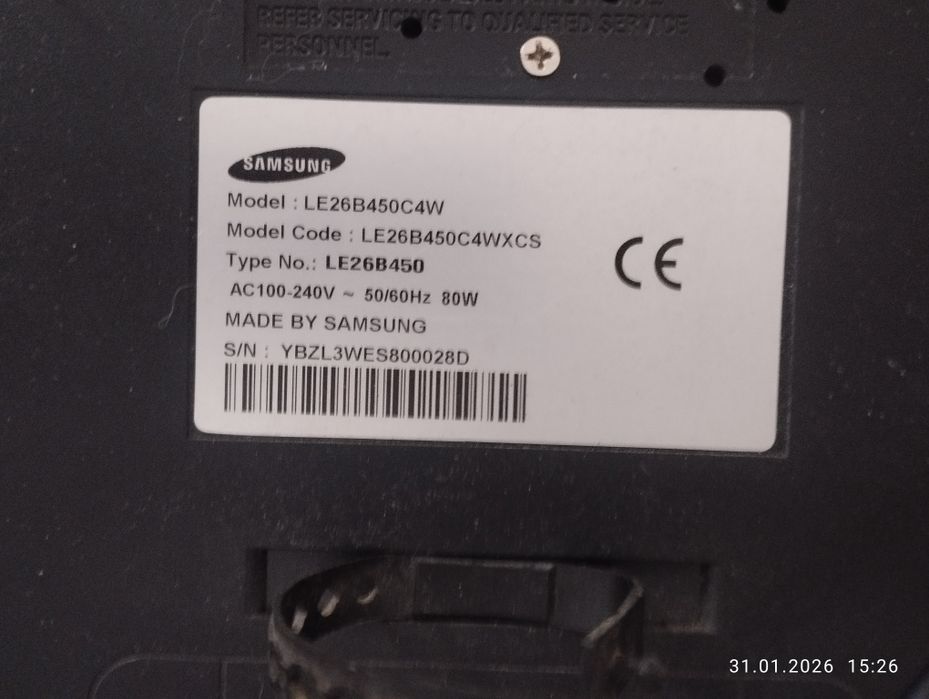 REFER SERVICING TO QUALIFIED SERVICE
PERSONNEL.
SAMSUNG
Model : LE26B450C4W
Model Code : LE26B450C4WXCS
Type No.: LE26B450
AC100-240V ~ 50/60Hz 80W
MADE BY SAMSUNG
S/N : YBZL3WES800028D
CE
31.01.2026 15:26